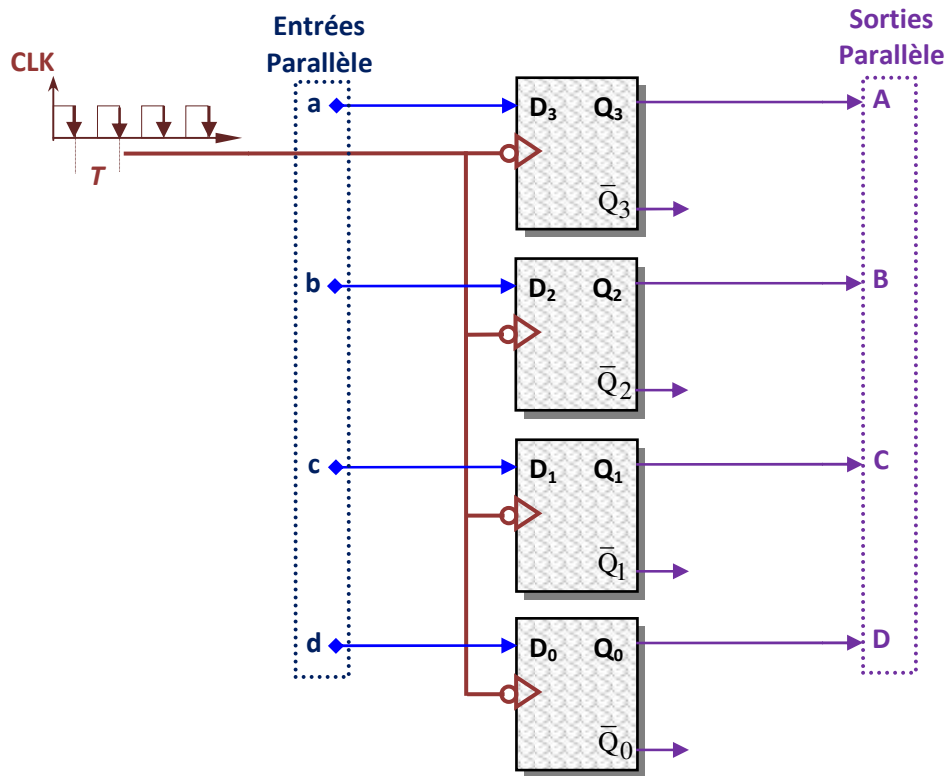 Entrées
Parallèle
Sorties
Parallèle
CLK
T
a D₃ Q₃ A
Q̅₃
b D₂ Q₂ B
Q̅₂
c D₁ Q₁ C
Q̅₁
d D₀ Q₀ D
Q̅₀